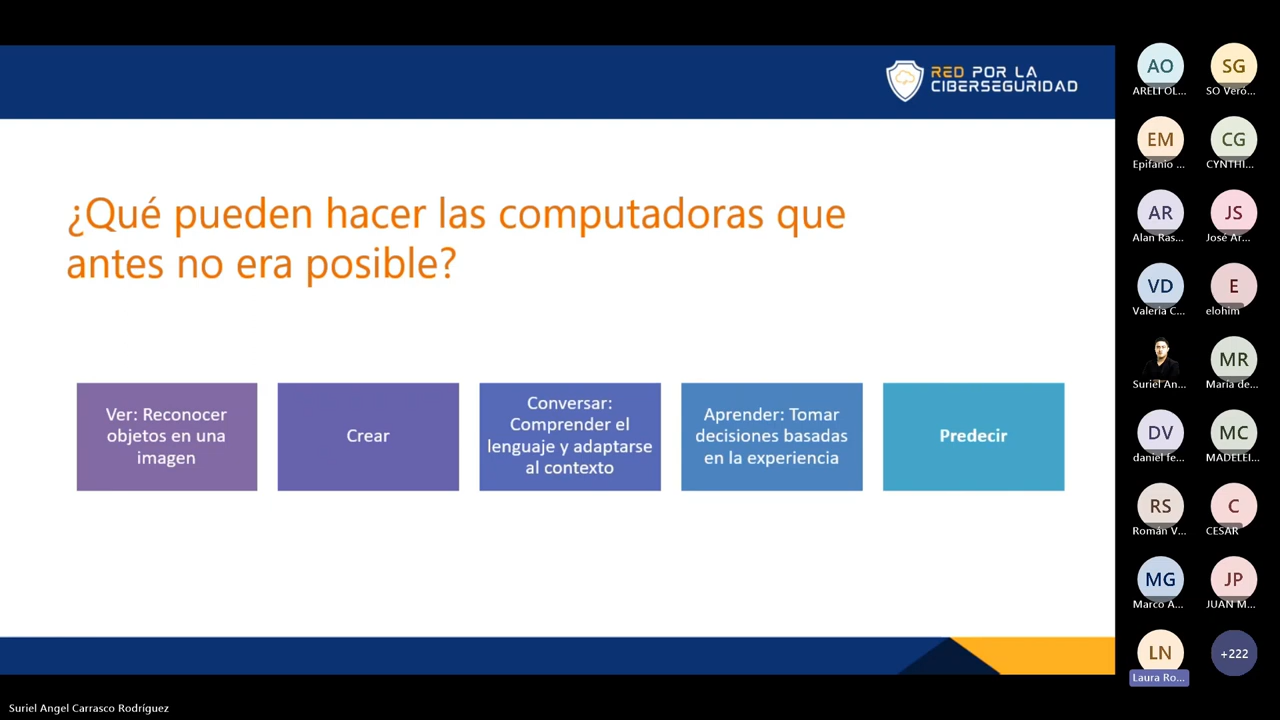 RED POR LA
CIBERSEGURIDAD
¿Qué pueden hacer las computadoras que
antes no era posible?
Ver: Reconocer
objetos en una
imagen
Crear
Conversar:
Comprender el
lenguaje y adaptarse
al contexto
Aprender: Tomar
decisiones basadas
en la experiencia
Predecir
AO
ARELI OL...
SG
SO Veró...
EM
Epifanio ...
CG
CYNTHI...
AR
Alan Ras...
JS
José Ar...
VD
Valeria C...
E
elohim
Suriel An...
MR
Maria de...
DV
daniel fe...
MC
MADELEI...
RS
Román V...
C
CESAR
MG
Marco A...
JP
JUAN M...
LN
Laura Ro...
+222
Suriel Angel Carrasco Rodríguez